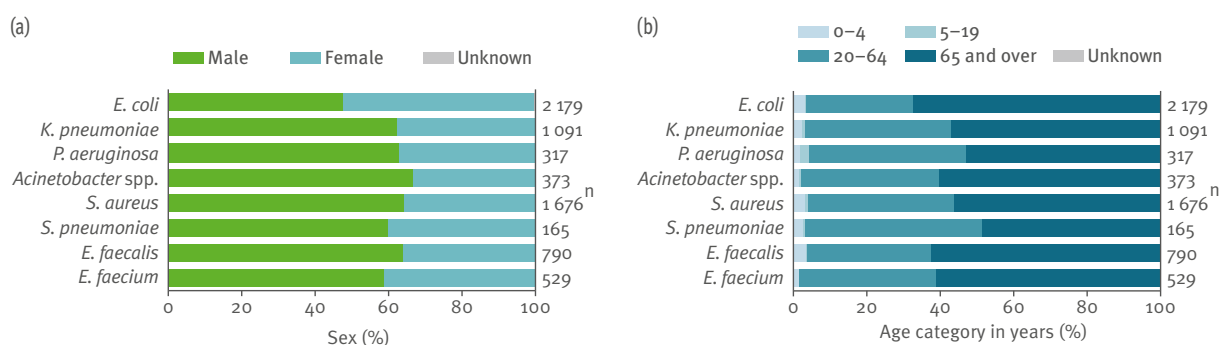 (a)
Male Female Unknown
E. coli 2 179
K. pneumoniae 1 091
P. aeruginosa 317
Acinetobacter spp. 373
n
S. aureus 1 676
S. pneumoniae 165
E. faecalis 790
E. faecium 529
0 20 40 60 80 100
Sex (%)
(b)
0–4 5–19
20–64 65 and over Unknown
E. coli 2 179
K. pneumoniae 1 091
P. aeruginosa 317
Acinetobacter spp. 373
n
S. aureus 1 676
S. pneumoniae 165
E. faecalis 790
E. faecium 529
0 20 40 60 80 100
Age category in years (%)